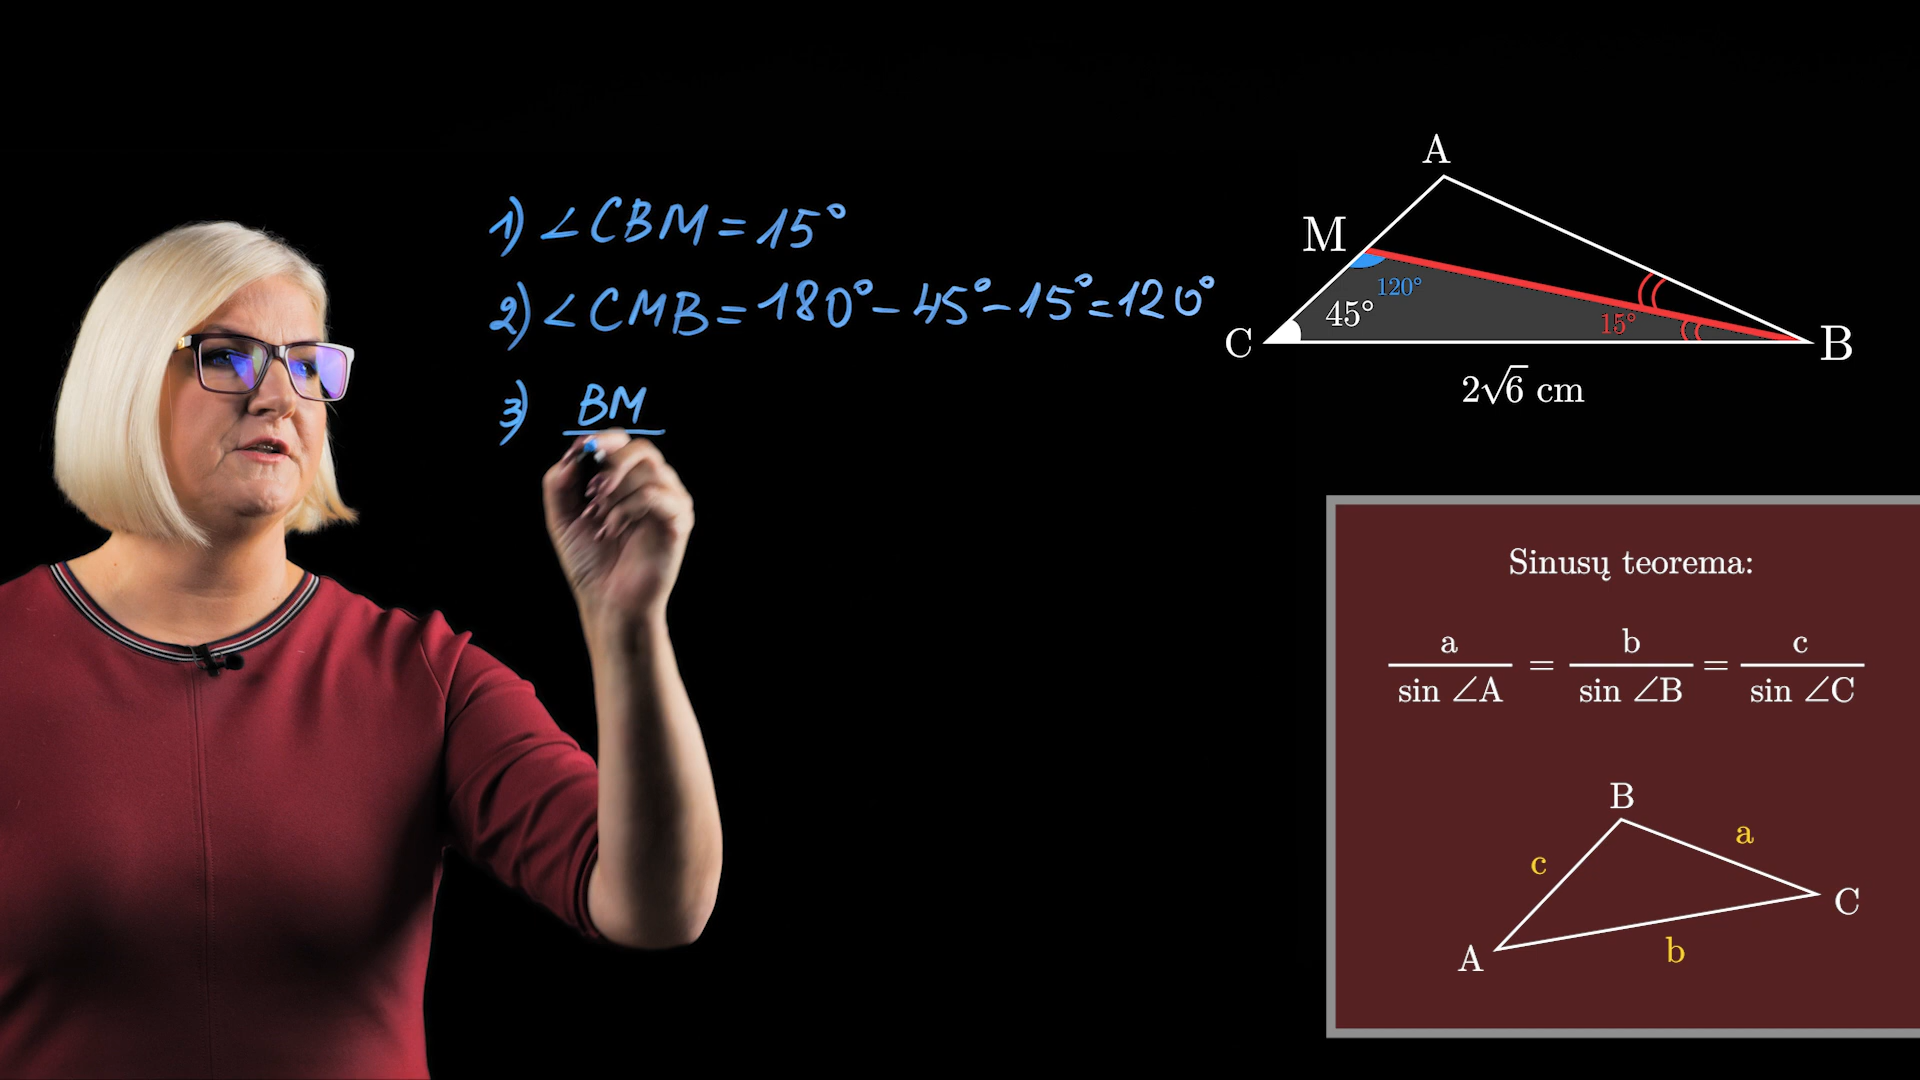 1) ∠CBM = 15°
2) ∠CMB = 180° − 45° − 15° = 120°
3) BM
A
M
120°
45°
15°
C
B
2√6 cm
Sinusų teorema:
a / sin ∠A = b / sin ∠B = c / sin ∠C
B
a
c
C
b
A